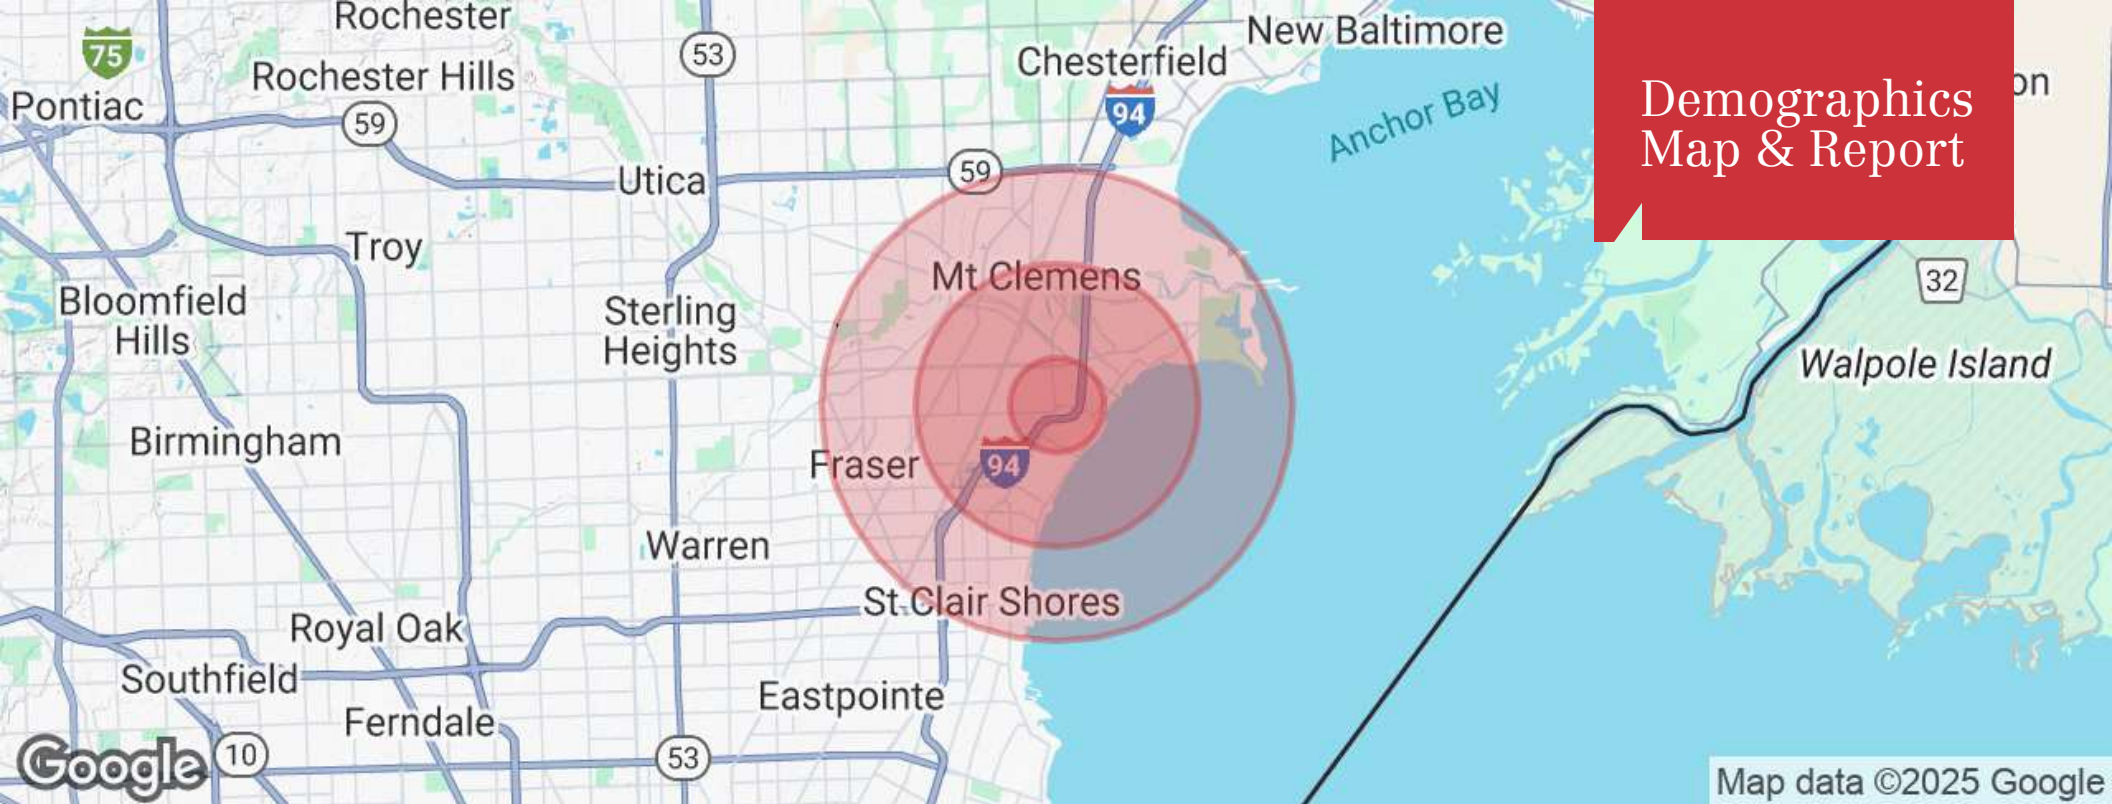 Rochester
New Baltimore
75
53
Chesterfield
Rochester Hills
Demographics
Map & Report
on
Pontiac
59
94
Anchor Bay
59
Utica
Troy
Mt Clemens
32
Bloomfield
Hills
Sterling
Heights
Walpole Island
Birmingham
Fraser
94
Warren
St Clair Shores
Royal Oak
Southfield
Eastpointe
Ferndale
Google
10
53
Map data ©2025 Google